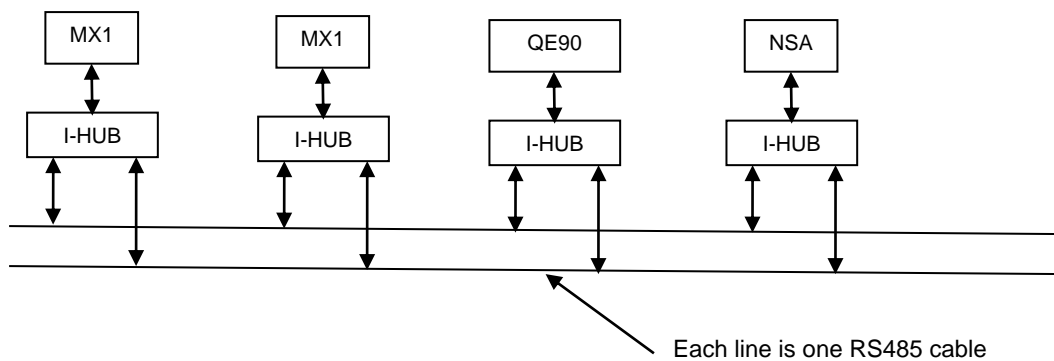 MX1 MX1 QE90 NSA
I-HUB I-HUB I-HUB I-HUB
Each line is one RS485 cable